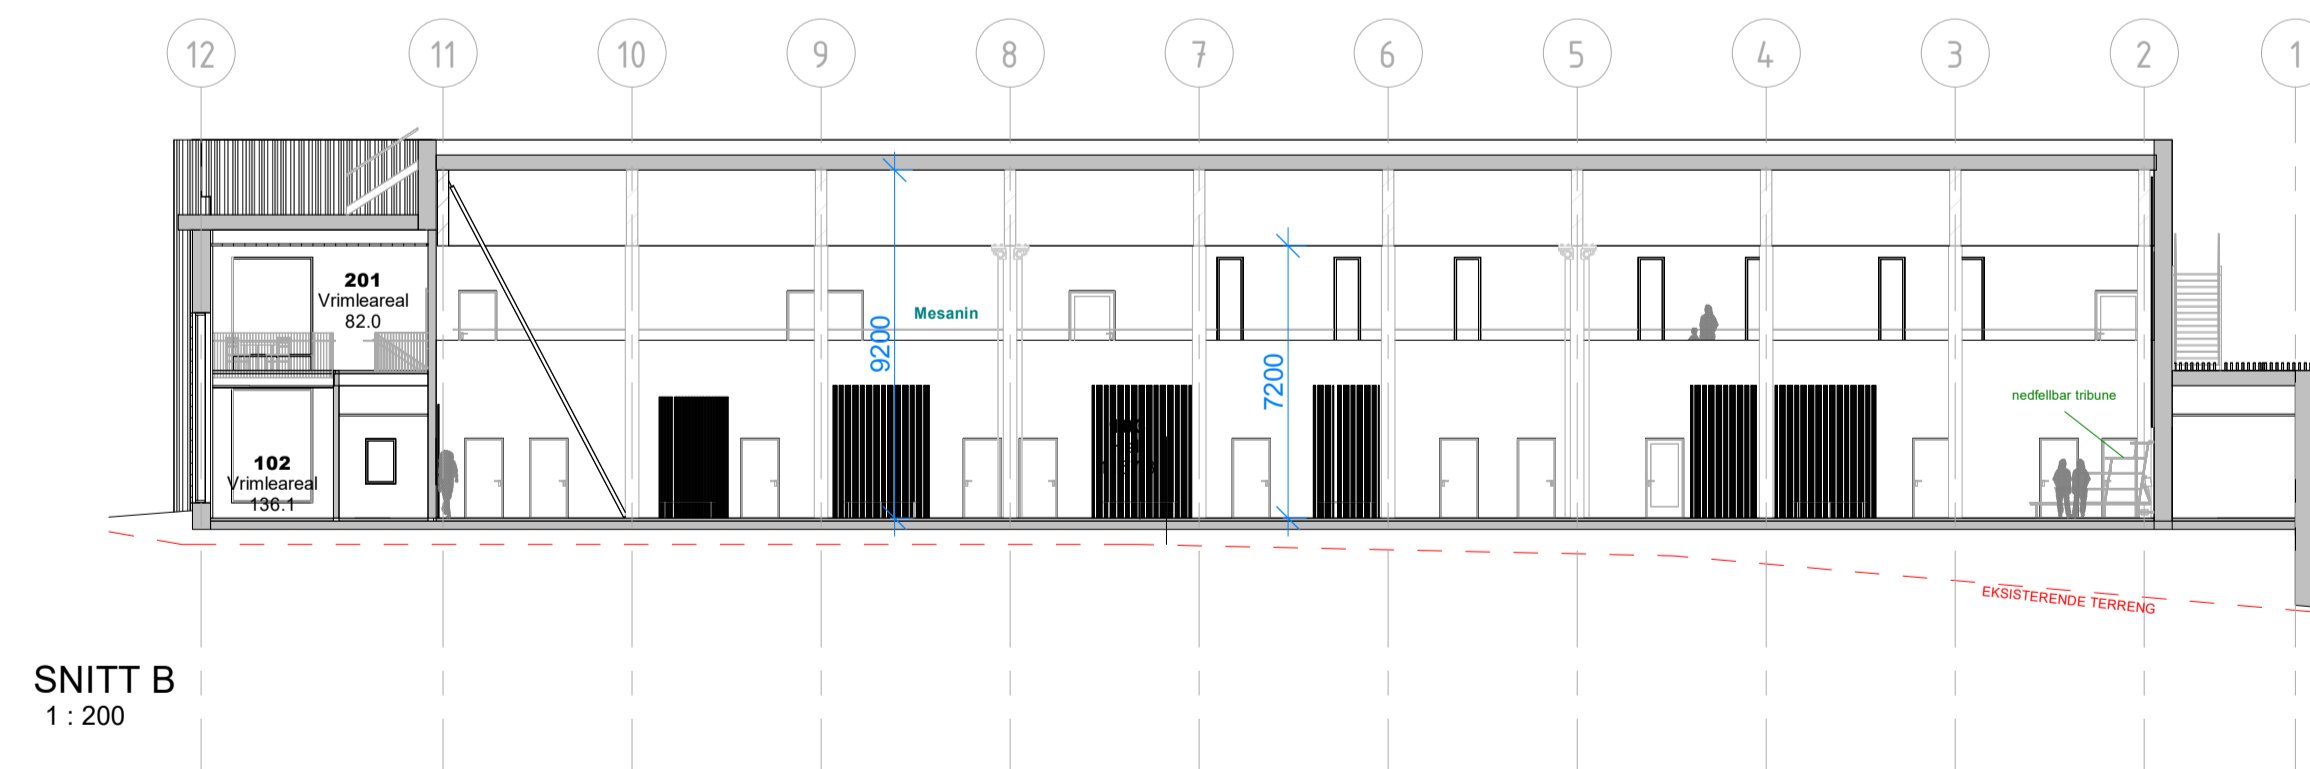 12 11 10 9 8 7 6 5 4 3 2 1
201
Vrimleareal
82.0
Mesanin
9200
7200
nedfellbar tribune
102
Vrimleareal
136.1
EKSISTERENDE TERRENG
SNITT B
1 : 200